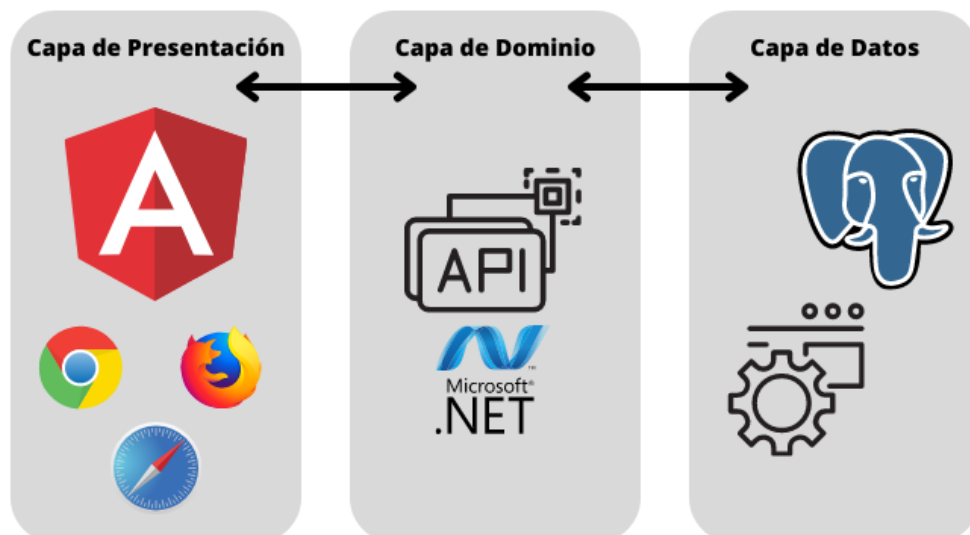 Capa de Presentación
Capa de Dominio
Capa de Datos
A
API
Microsoft®
.NET